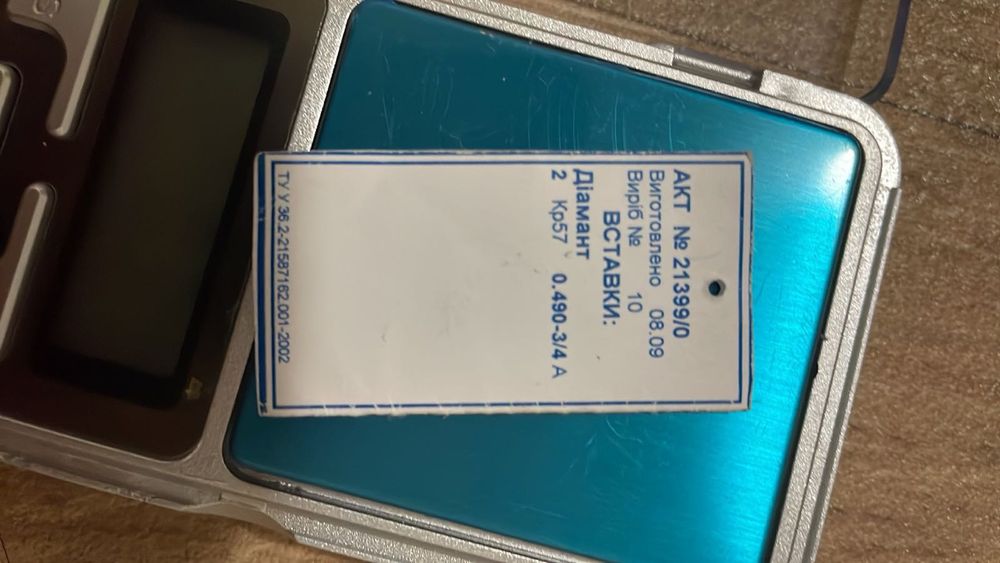 АКТ № 21399/0
Виготовлено 08.09
Виріб № 10
ВСТАВКИ:
Діамант
2 Кр57 0.490-3/4 А
ТУ У 36.2-21587162.001-2002